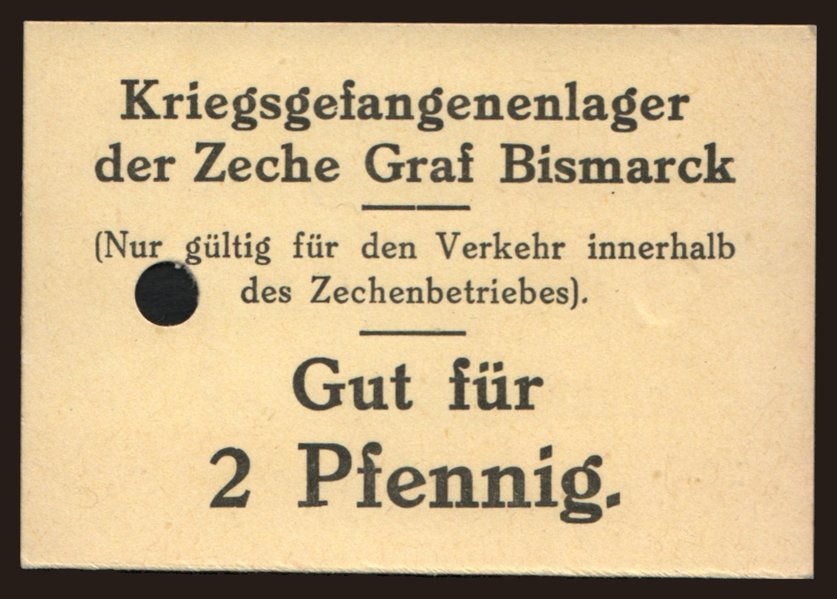 Kriegsgefangenenlager
der Zeche Graf Bismarck
(Nur gültig für den Verkehr innerhalb
des Zechenbetriebes).
Gut für
2 Pfennig.